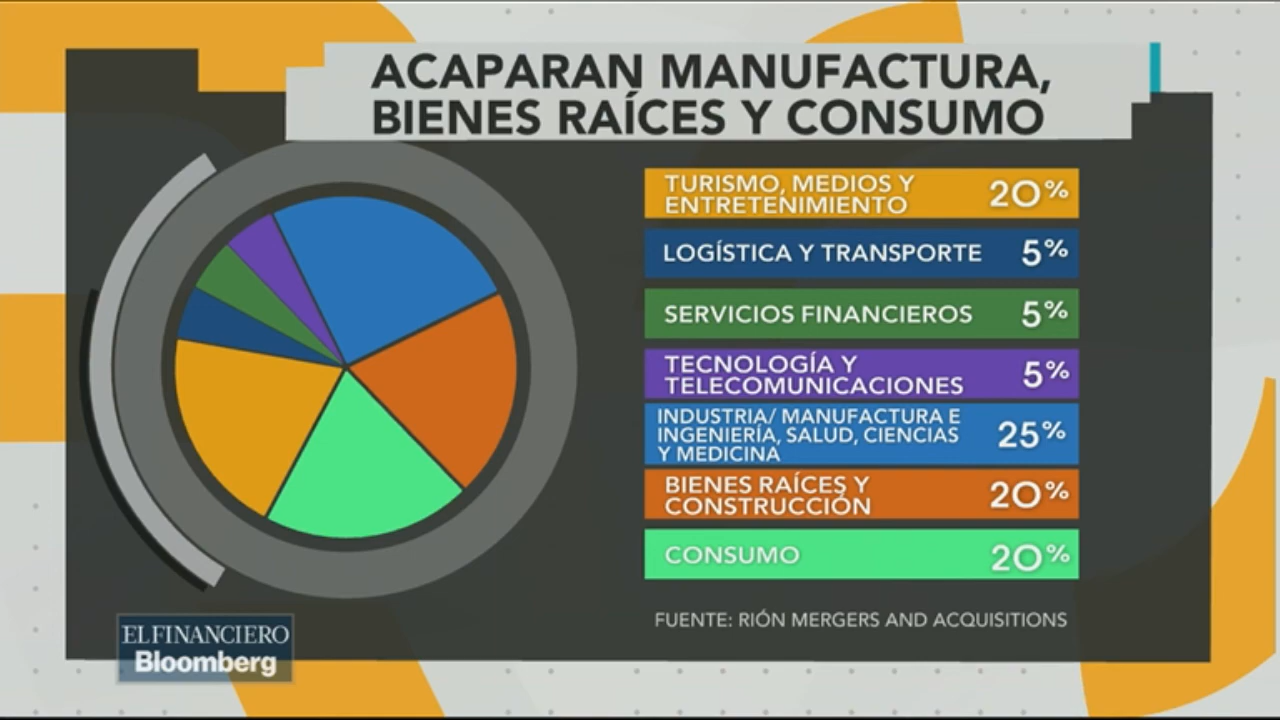 ACAPARAN MANUFACTURA,
BIENES RAÍCES Y CONSUMO
TURISMO, MEDIOS Y
ENTRETENIMIENTO 20%
LOGÍSTICA Y TRANSPORTE 5%
SERVICIOS FINANCIEROS 5%
TECNOLOGÍA Y
TELECOMUNICACIONES 5%
INDUSTRIA/ MANUFACTURA E
INGENIERÍA, SALUD, CIENCIAS 25%
Y MEDICINA
BIENES RAÍCES Y
CONSTRUCCIÓN 20%
CONSUMO 20%
FUENTE: RIÓN MERGERS AND ACQUISITIONS
EL FINANCIERO
Bloomberg